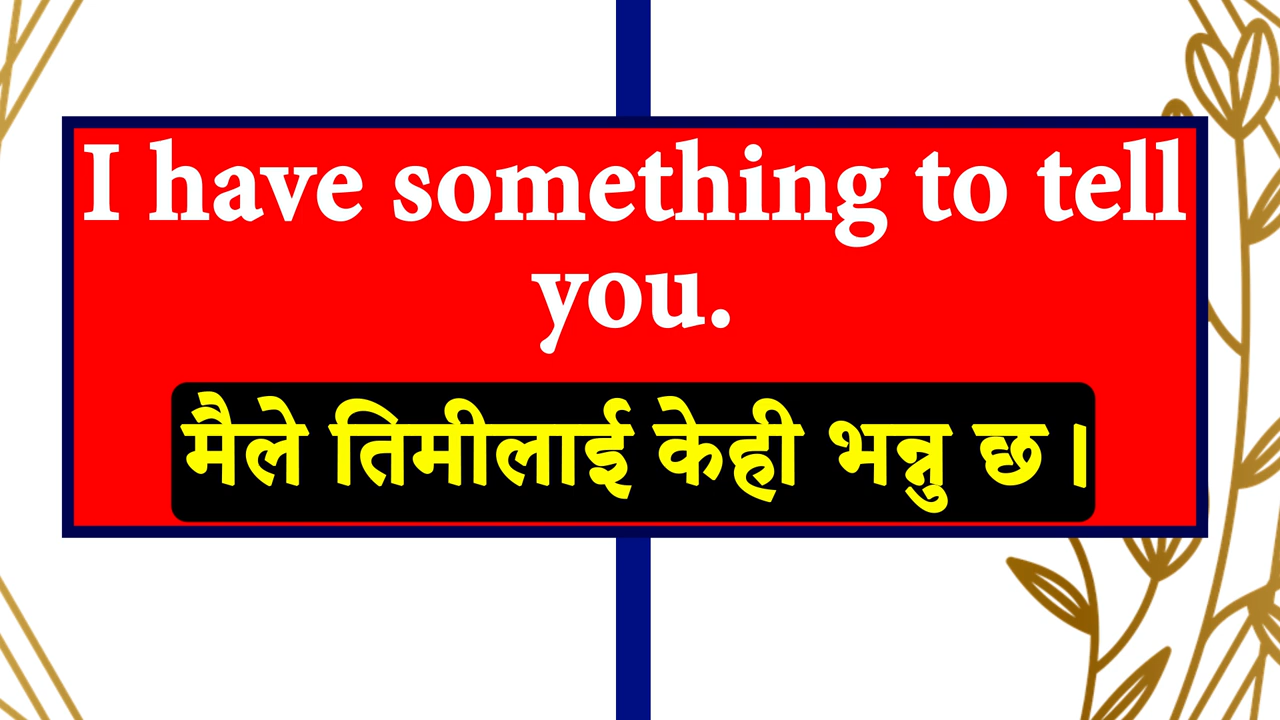 I have something to tell
you.
मैले तिमीलाई केही भन्नु छ ।